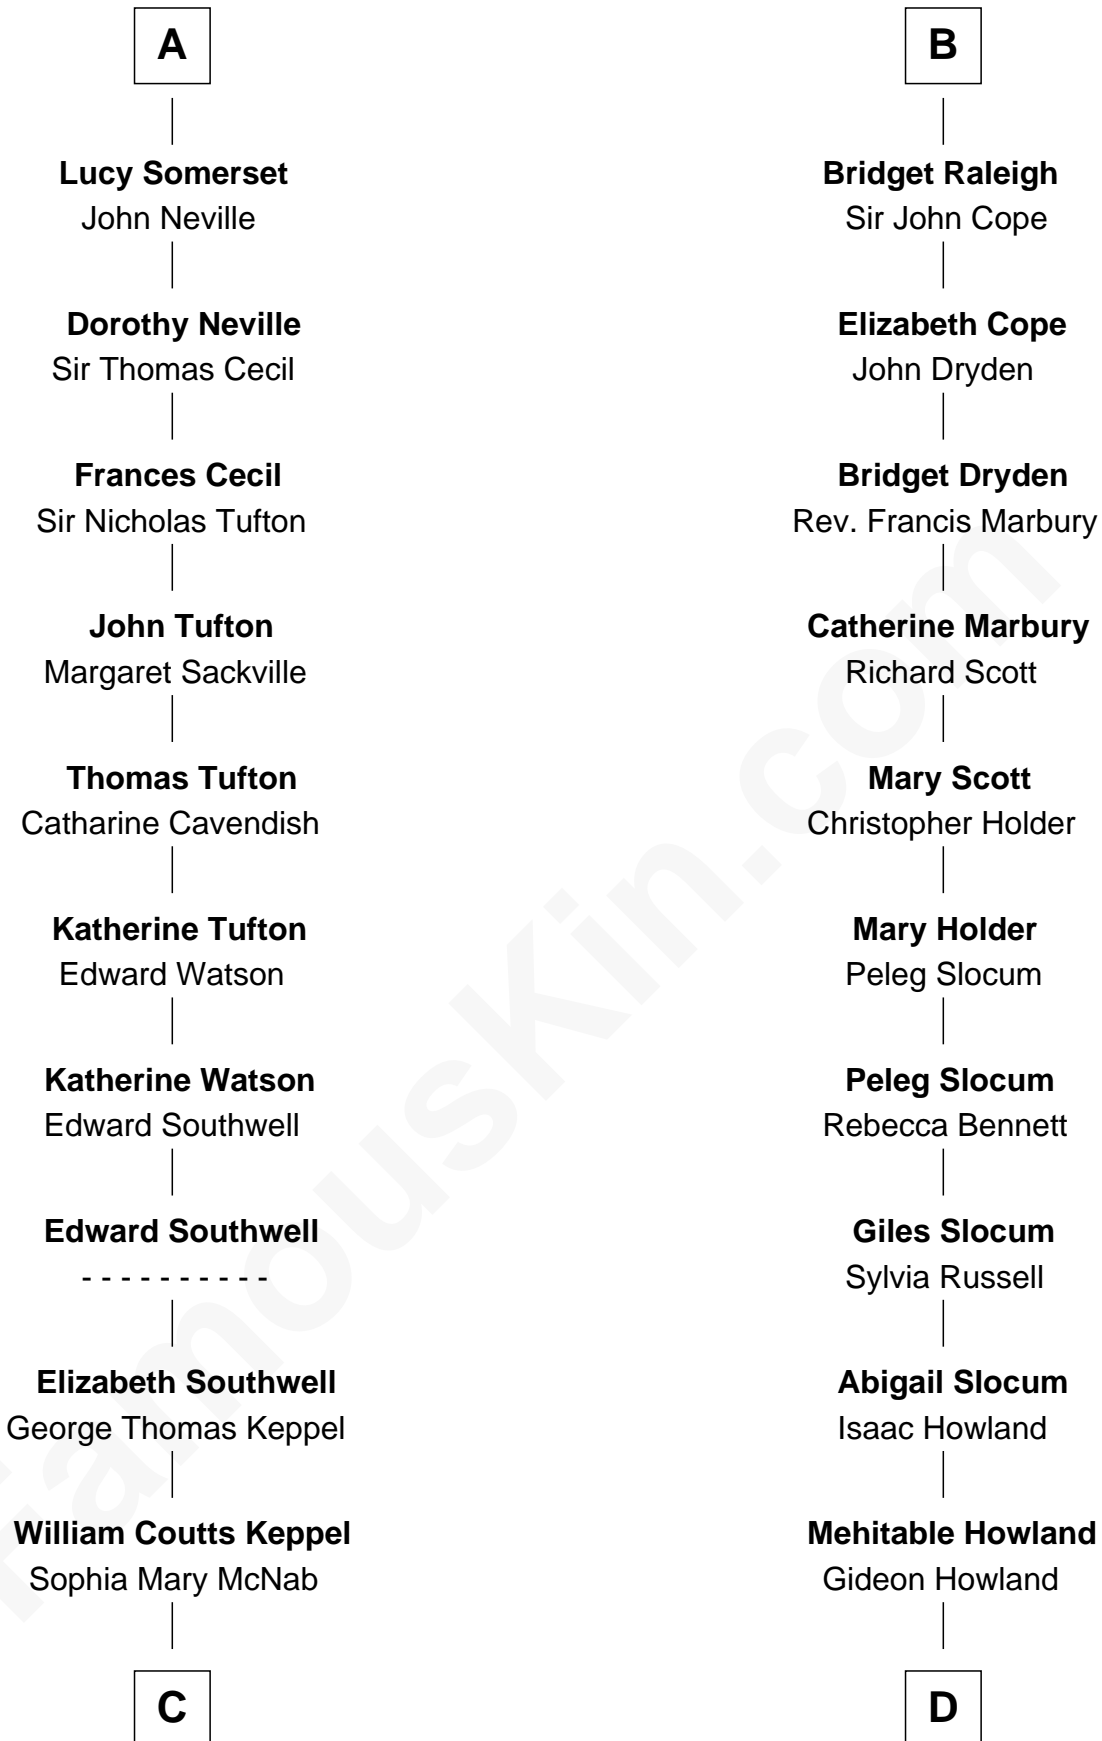 A
Lucy Somerset
John Neville
Dorothy Neville
Sir Thomas Cecil
Frances Cecil
Sir Nicholas Tufton
John Tufton
Margaret Sackville
Thomas Tufton
Catharine Cavendish
Katherine Tufton
Edward Watson
Katherine Watson
Edward Southwell
Edward Southwell
- - - - - - - - - -
Elizabeth Southwell
George Thomas Keppel
William Coutts Keppel
Sophia Mary McNab
C
B
Bridget Raleigh
Sir John Cope
Elizabeth Cope
John Dryden
Bridget Dryden
Rev. Francis Marbury
Catherine Marbury
Richard Scott
Mary Scott
Christopher Holder
Mary Holder
Peleg Slocum
Peleg Slocum
Rebecca Bennett
Giles Slocum
Sylvia Russell
Abigail Slocum
Isaac Howland
Mehitable Howland
Gideon Howland
D
FamousKin.com